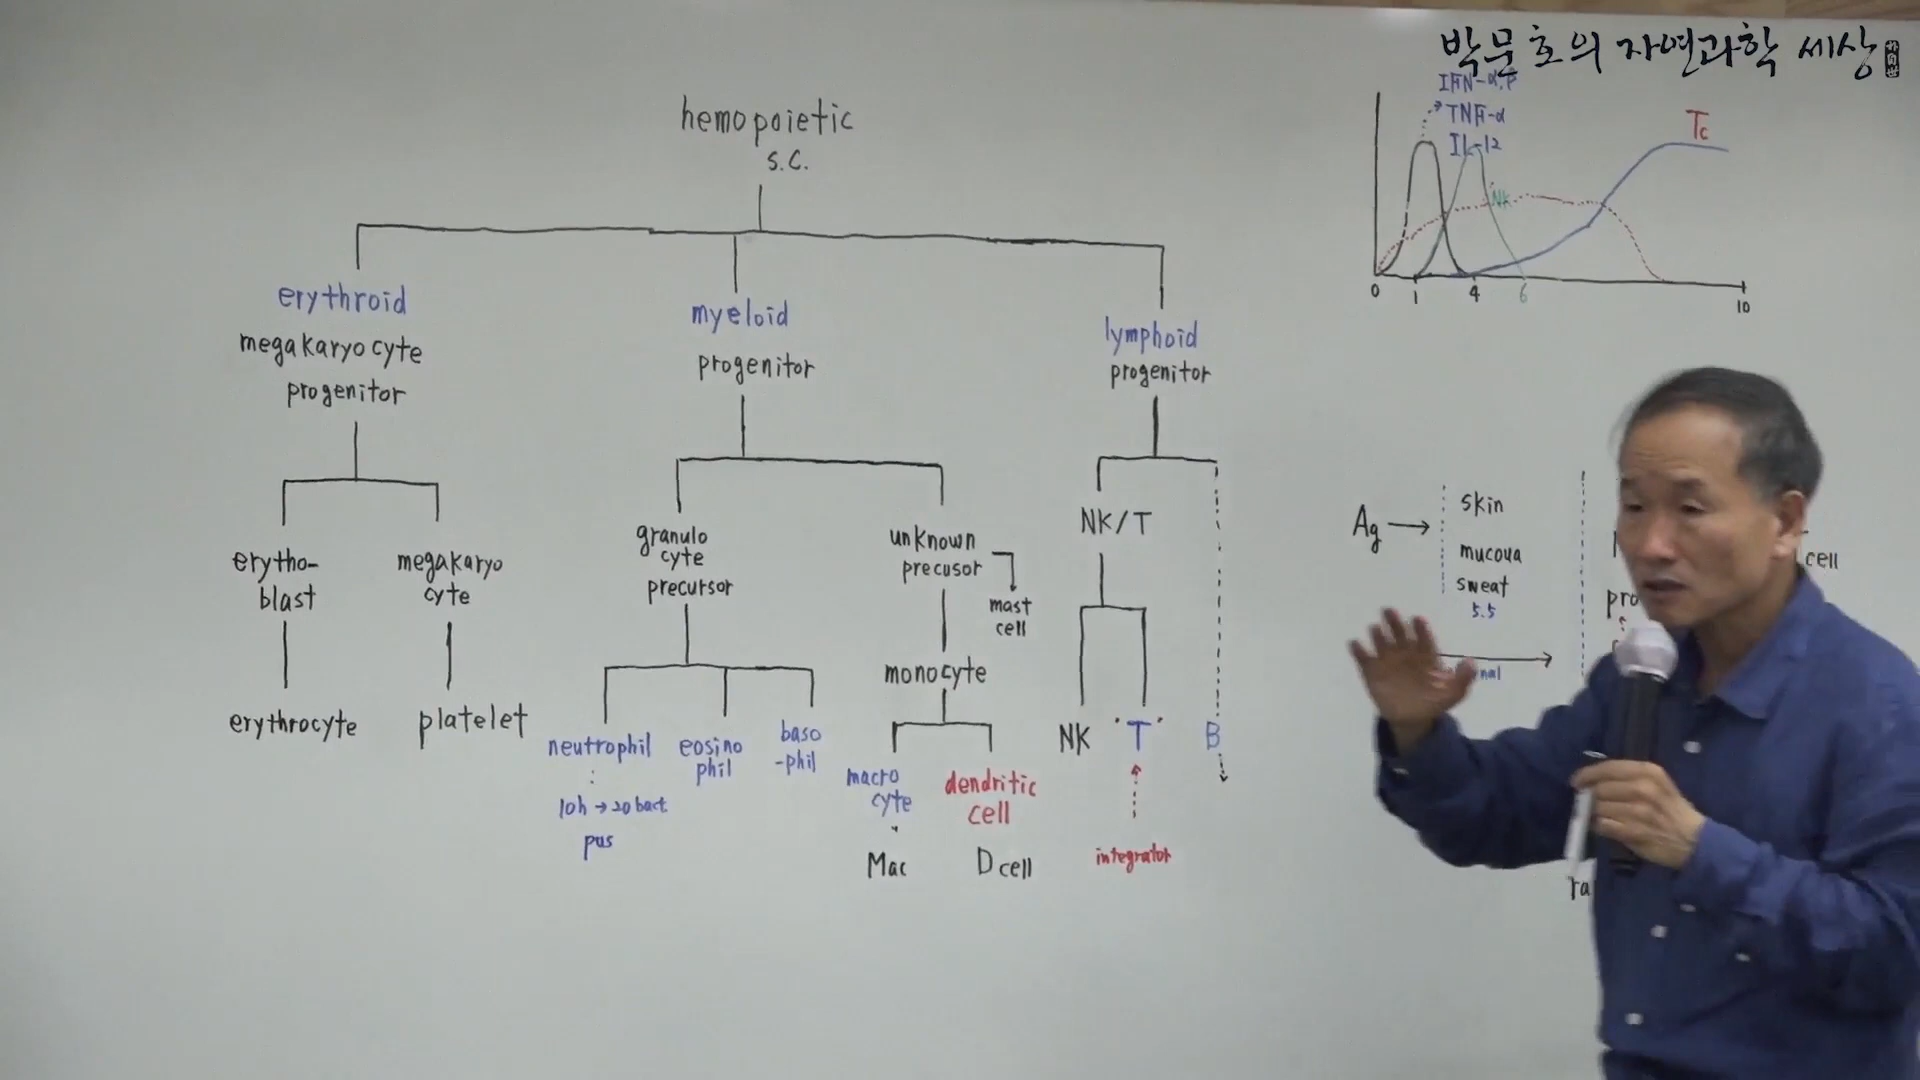 박문호의 자연과학 세상
hemopoietic
s.c.
erythroid
megakaryocyte
progenitor
myeloid
progenitor
lymphoid
progenitor
erytho-
blast
megakaryo
cyte
granulo
cyte
precursor
unknown
precusor
mast
cell
NK/T
erythrocyte
platelet
neutrophil
10h → 20 bact
pus
eosino
phil
baso
-phil
monocyte
macro
cyte
Mac
dendritic
cell
D cell
NK
T
B
integrator
IFN-α,β
TNF-α
IL-12
NK
Tc
0
1
4
6
10
Ag
skin
mucoua
sweat
5.5
cell